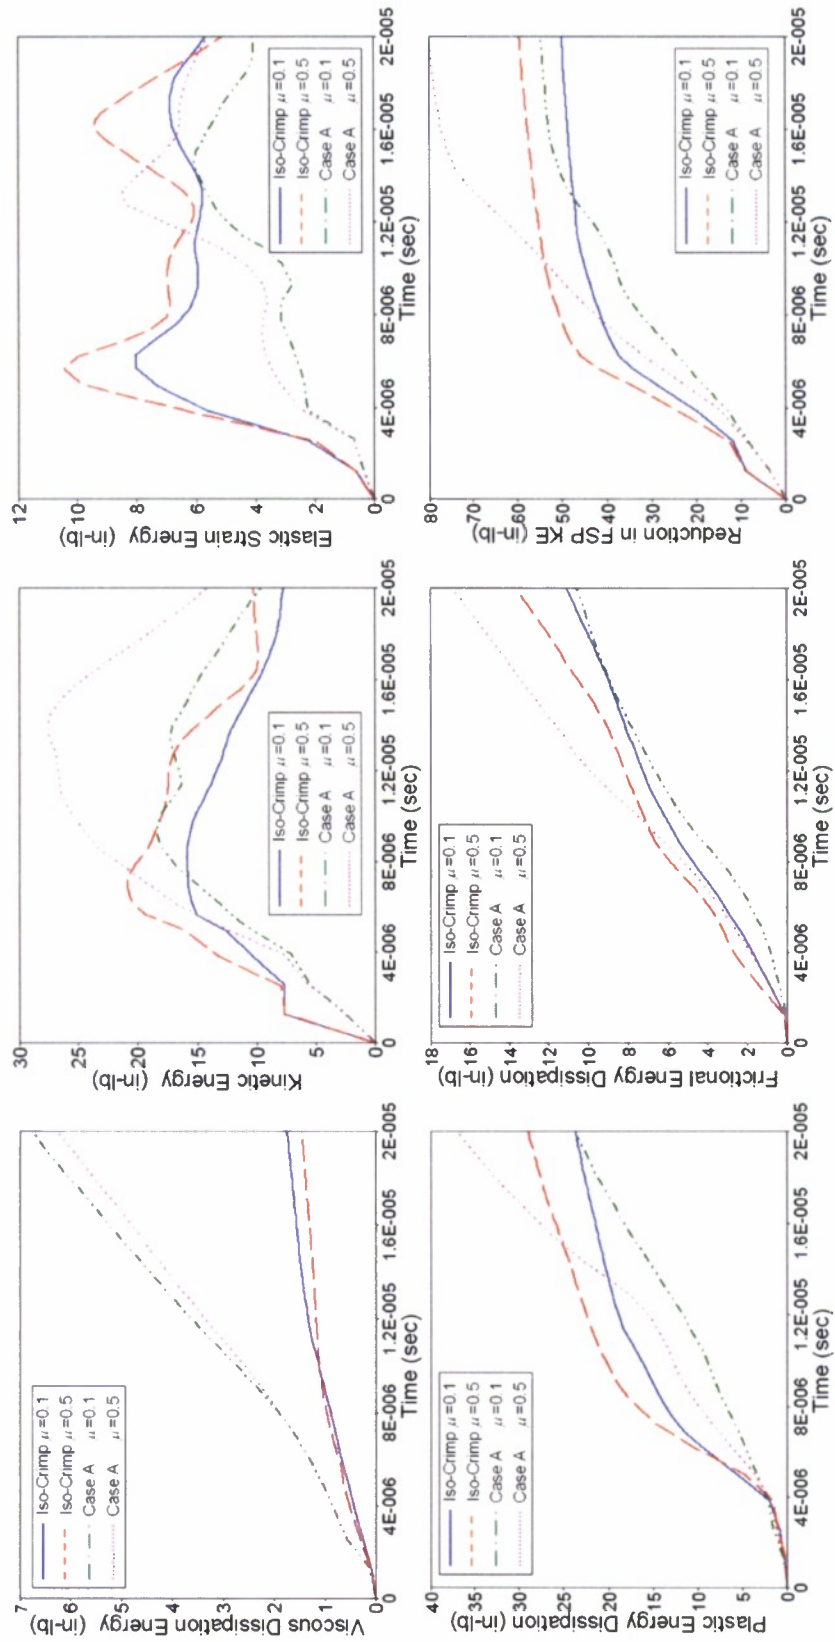 7
6
5
4
3
2
1
0
Viscous Dissipation Energy (in-lb)
Iso-Crimp μ=0.1
Iso-Crimp μ=0.5
Case A μ=0.1
Case A μ=0.5
0
4E-006
8E-006
1.2E-005
1.6E-005
2E-005
Time (sec)
30
25
20
15
10
5
0
Kinetic Energy (in-lb)
Iso-Crimp μ=0.1
Iso-Crimp μ=0.5
Case A μ=0.1
Case A μ=0.5
0
4E-006
8E-006
1.2E-005
1.6E-005
2E-005
Time (sec)
12
10
8
6
4
2
0
Elastic Strain Energy (in-lb)
Iso-Crimp μ=0.1
Iso-Crimp μ=0.5
Case A μ=0.1
Case A μ=0.5
0
4E-006
8E-006
1.2E-005
1.6E-005
2E-005
Time (sec)
40
35
30
25
20
15
10
5
0
Plastic Energy Dissipation (in-lb)
Iso-Crimp μ=0.1
Iso-Crimp μ=0.5
Case A μ=0.1
Case A μ=0.5
0
4E-006
8E-006
1.2E-005
1.6E-005
2E-005
Time (sec)
18
16
14
12
10
8
6
4
2
0
Frictional Energy Dissipation (in-lb)
Iso-Crimp μ=0.1
Iso-Crimp μ=0.5
Case A μ=0.1
Case A μ=0.5
0
4E-006
8E-006
1.2E-005
1.6E-005
2E-005
Time (sec)
80
70
60
50
40
30
20
10
0
Reduction in FSP KE (in-lb)
Iso-Crimp μ=0.1
Iso-Crimp μ=0.5
Case A μ=0.1
Case A μ=0.5
0
4E-006
8E-006
1.2E-005
1.6E-005
2E-005
Time (sec)